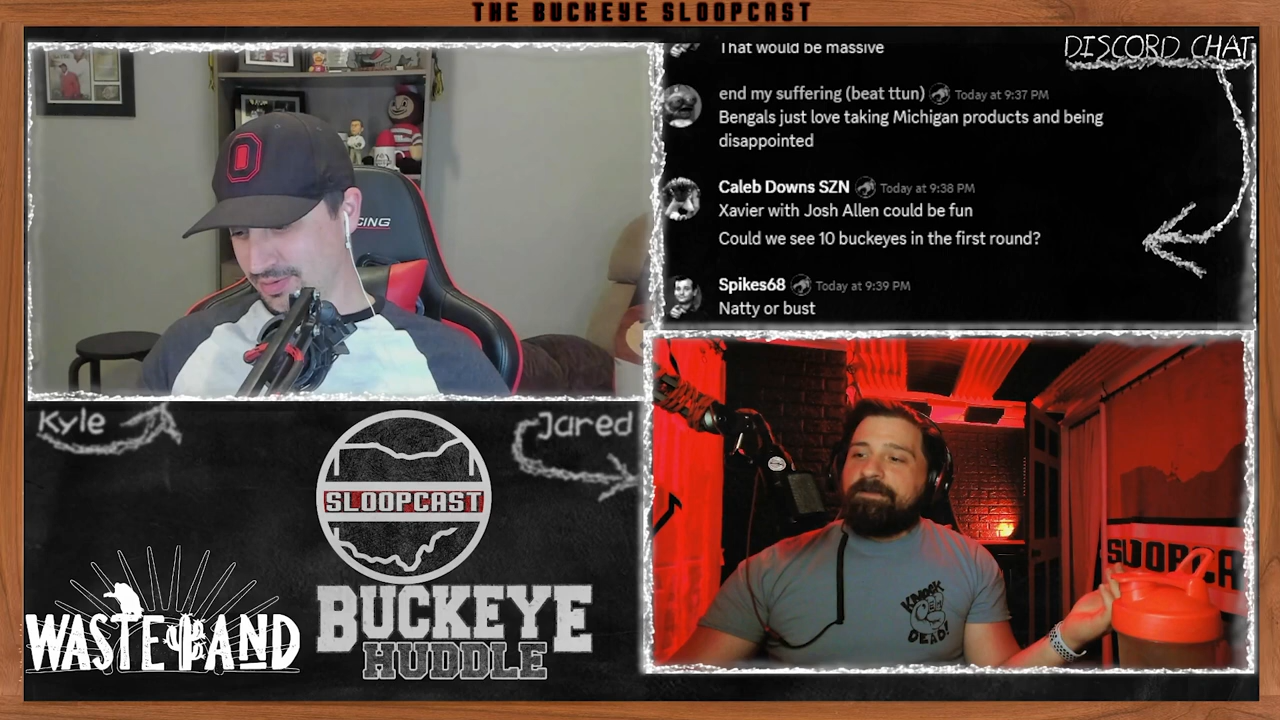 THE BUCKEYE SLOOPCAST
DISCORD CHAT
That would be massive
end my suffering (beat ttun) Today at 9:37 PM
Bengals just love taking Michigan products and being
disappointed
Caleb Downs SZN Today at 9:38 PM
Xavier with Josh Allen could be fun
Could we see 10 buckeyes in the first round?
Spikes68 Today at 9:39 PM
Natty or bust
CING
Kyle
Jared
SLOOPCAST
BUCKEYE
HUDDLE
WASTELAND
KNOCK
DEAD!
SLOOPCA